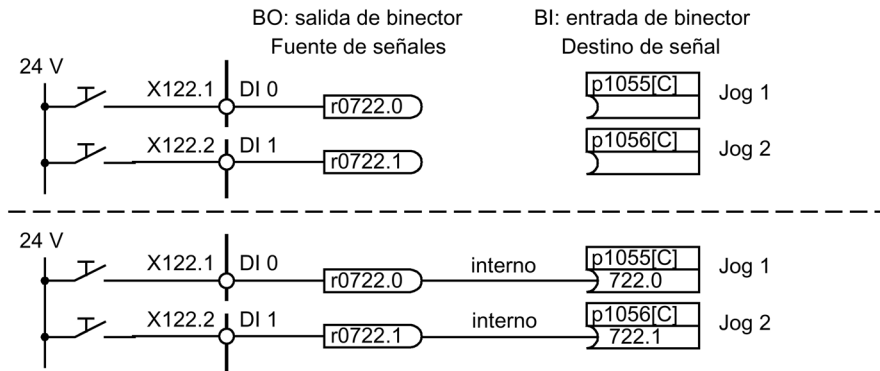 BO: salida de binector BI: entrada de binector
Fuente de señales Destino de señal
24 V
X122.1 DI 0 r0722.0 p1055[C] Jog 1
X122.2 DI 1 r0722.1 p1056[C] Jog 2
24 V
X122.1 DI 0 r0722.0 interno p1055[C] 722.0 Jog 1
X122.2 DI 1 r0722.1 interno p1056[C] 722.1 Jog 2